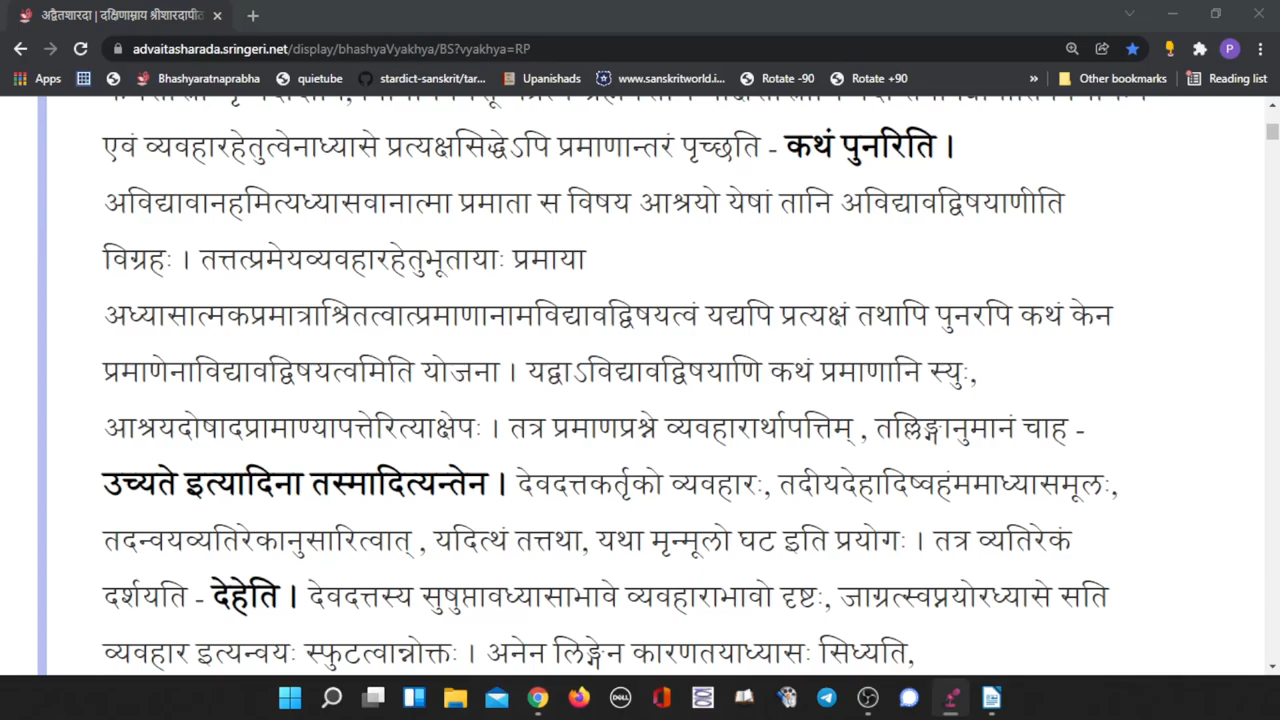 अद्वैतशारदा | दक्षिणाम्नाय श्रीशारदापीठ
advaitasharada.sringeri.net/display/bhashyaVyakhya/BS?vyakhya=RP
P
Apps Bhashyaratnaprabha quietube stardict-sanskrit/tar... Upanishads www.sanskritworld.i... Rotate -90 Rotate +90 » Other bookmarks Reading list
एवं व्यवहारहेतुत्वेनाध्यासे प्रत्यक्षसिद्धेऽपि प्रमाणान्तरं पृच्छति - कथं पुनरिति ।
अविद्यावानहमित्यध्यासवानात्मा प्रमाता स विषय आश्रयो येषां तानि अविद्यावद्विषयाणीति
विग्रहः । तत्तत्प्रमेयव्यवहारहेतुभूतायाः प्रमाया
अध्यासात्मकप्रमात्राश्रितत्वात्प्रमाणानामविद्यावद्विषयत्वं यद्यपि प्रत्यक्षं तथापि पुनरपि कथं केन
प्रमाणेनाविद्यावद्विषयत्वमिति योजना । यद्वाऽविद्यावद्विषयाणि कथं प्रमाणानि स्युः,
आश्रयदोषादप्रामाण्यापत्तेरित्याक्षेपः । तत्र प्रमाणप्रश्ने व्यवहारार्थापत्तिम् , तल्लिङ्गानुमानं चाह -
उच्यते इत्यादिना तस्मादित्यन्तेन । देवदत्तकर्तृको व्यवहारः, तदीयदेहादिष्वहंममाध्यासमूलः,
तदन्वयव्यतिरेकानुसारित्वात् , यदित्थं तत्तथा, यथा मृन्मूलो घट इति प्रयोगः । तत्र व्यतिरेकं
दर्शयति - देहेति । देवदत्तस्य सुषुप्तावध्यासाभावे व्यवहाराभावो दृष्टः, जाग्रत्स्वप्नयोरध्यासे सति
व्यवहार इत्यन्वयः स्फुटत्वान्नोक्तः । अनेन लिङ्गेन कारणतयाध्यासः सिध्यति,
DELL